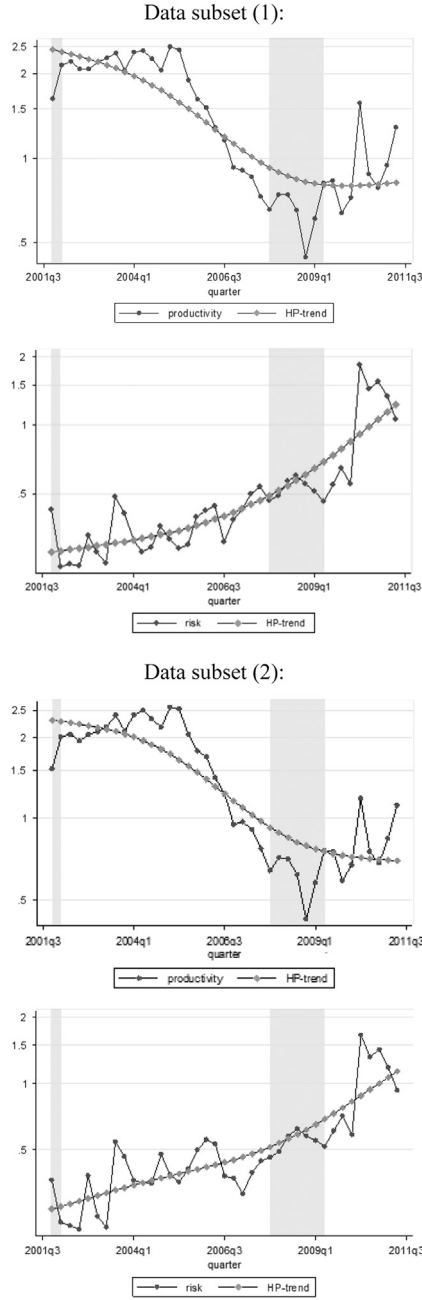 Data subset (1):
2.5
2
1.5
1
.5
2001q3 2004q1 2006q3 2009q1 2011q3
quarter
productivity HP-trend
2
1.5
1
.5
2001q3 2004q1 2006q3 2009q1 2011q3
quarter
risk HP-trend
Data subset (2):
2.5
2
1.5
1
.5
2001q3 2004q1 2006q3 2009q1 2011q3
quarter
productivity HP-trend
2
1.5
1
.5
2001q3 2004q1 2006q3 2009q1 2011q3
quarter
risk HP-trend